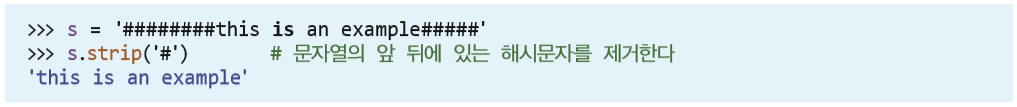 >>> s = '########this is an example#####'
>>> s.strip('#')       # 문자열의 앞 뒤에 있는 해시문자를 제거한다
'this is an example'